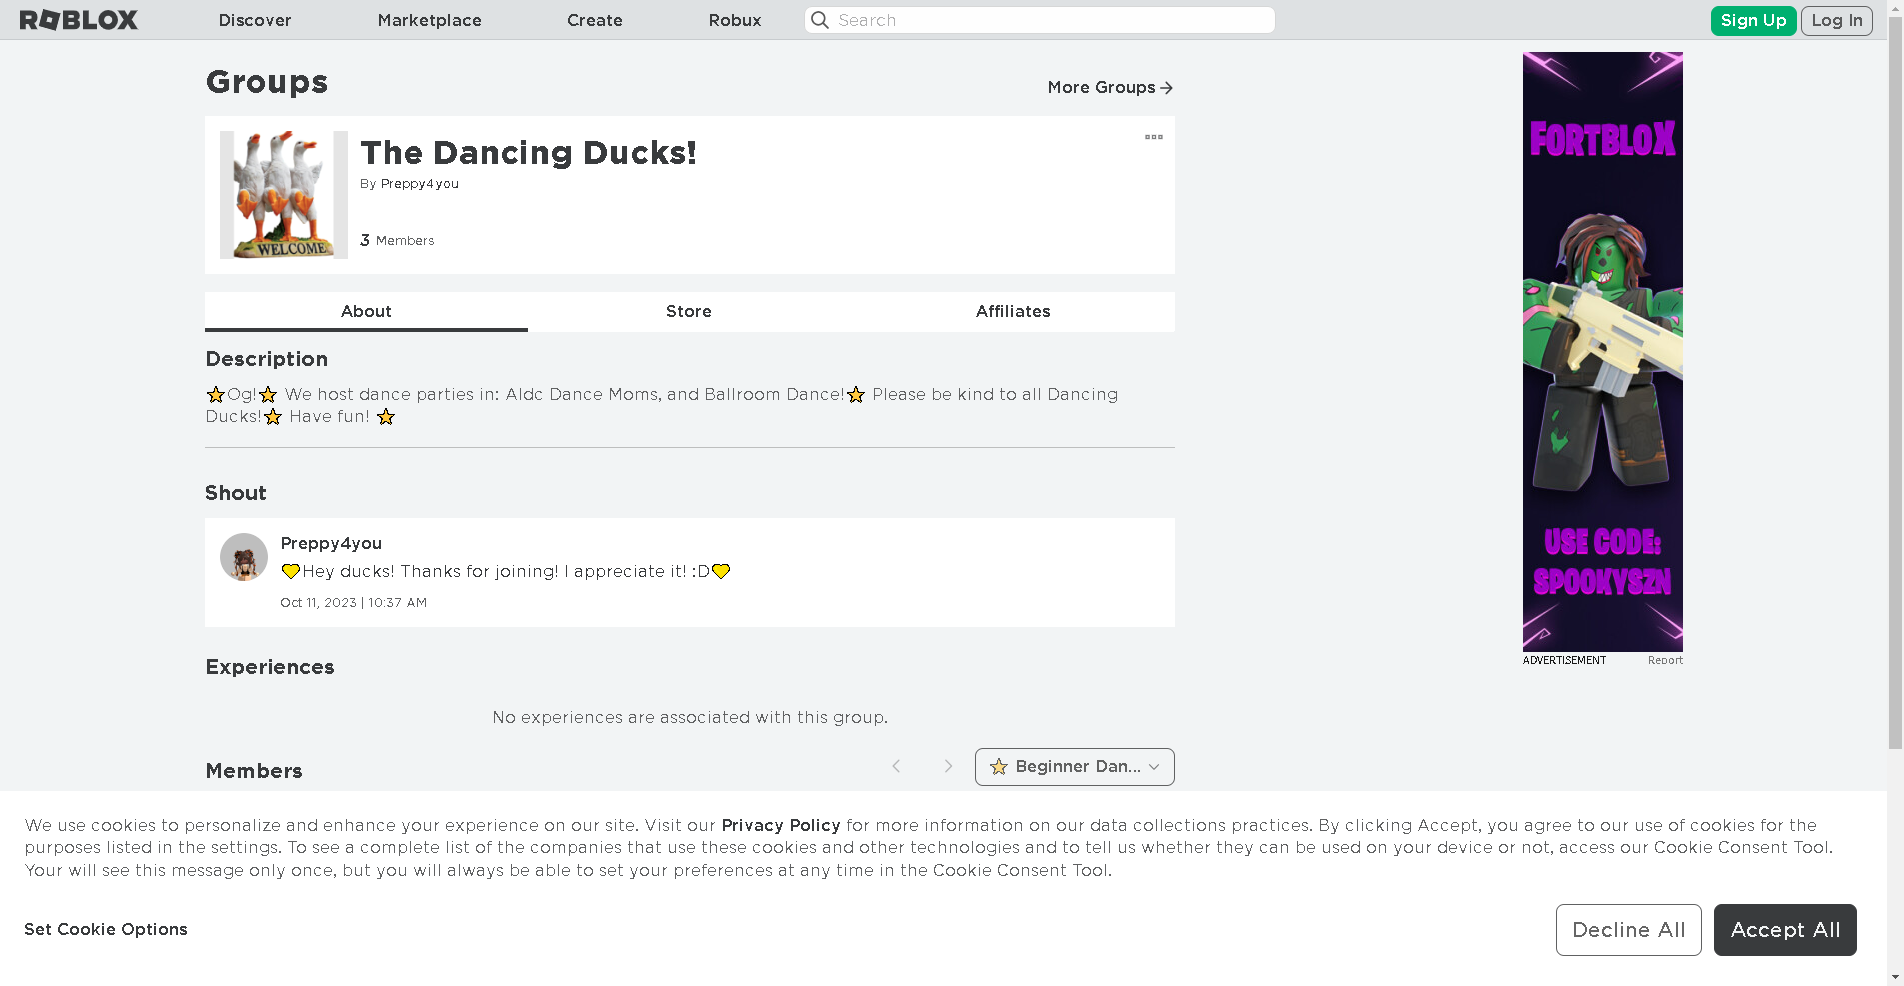 ROBLOX
Discover
Marketplace
Create
Robux
Search
Sign Up
Log In
Groups
More Groups
WELCOME
The Dancing Ducks!
By Preppy4you
3 Members
About
Store
Affiliates
Description
⭐Og!⭐ We host dance parties in: Aldc Dance Moms, and Ballroom Dance!⭐ Please be kind to all Dancing
Ducks!⭐ Have fun! ⭐
Shout
Preppy4you
💛Hey ducks! Thanks for joining! I appreciate it! :D💛
Oct 11, 2023 | 10:37 AM
Experiences
No experiences are associated with this group.
Members
⭐ Beginner Dan...
FORTBLOX
USE CODE:
SPOOKYSZN
ADVERTISEMENT
Report
We use cookies to personalize and enhance your experience on our site. Visit our Privacy Policy for more information on our data collections practices. By clicking Accept, you agree to our use of cookies for the
purposes listed in the settings. To see a complete list of the companies that use these cookies and other technologies and to tell us whether they can be used on your device or not, access our Cookie Consent Tool.
Your will see this message only once, but you will always be able to set your preferences at any time in the Cookie Consent Tool.
Set Cookie Options
Decline All
Accept All